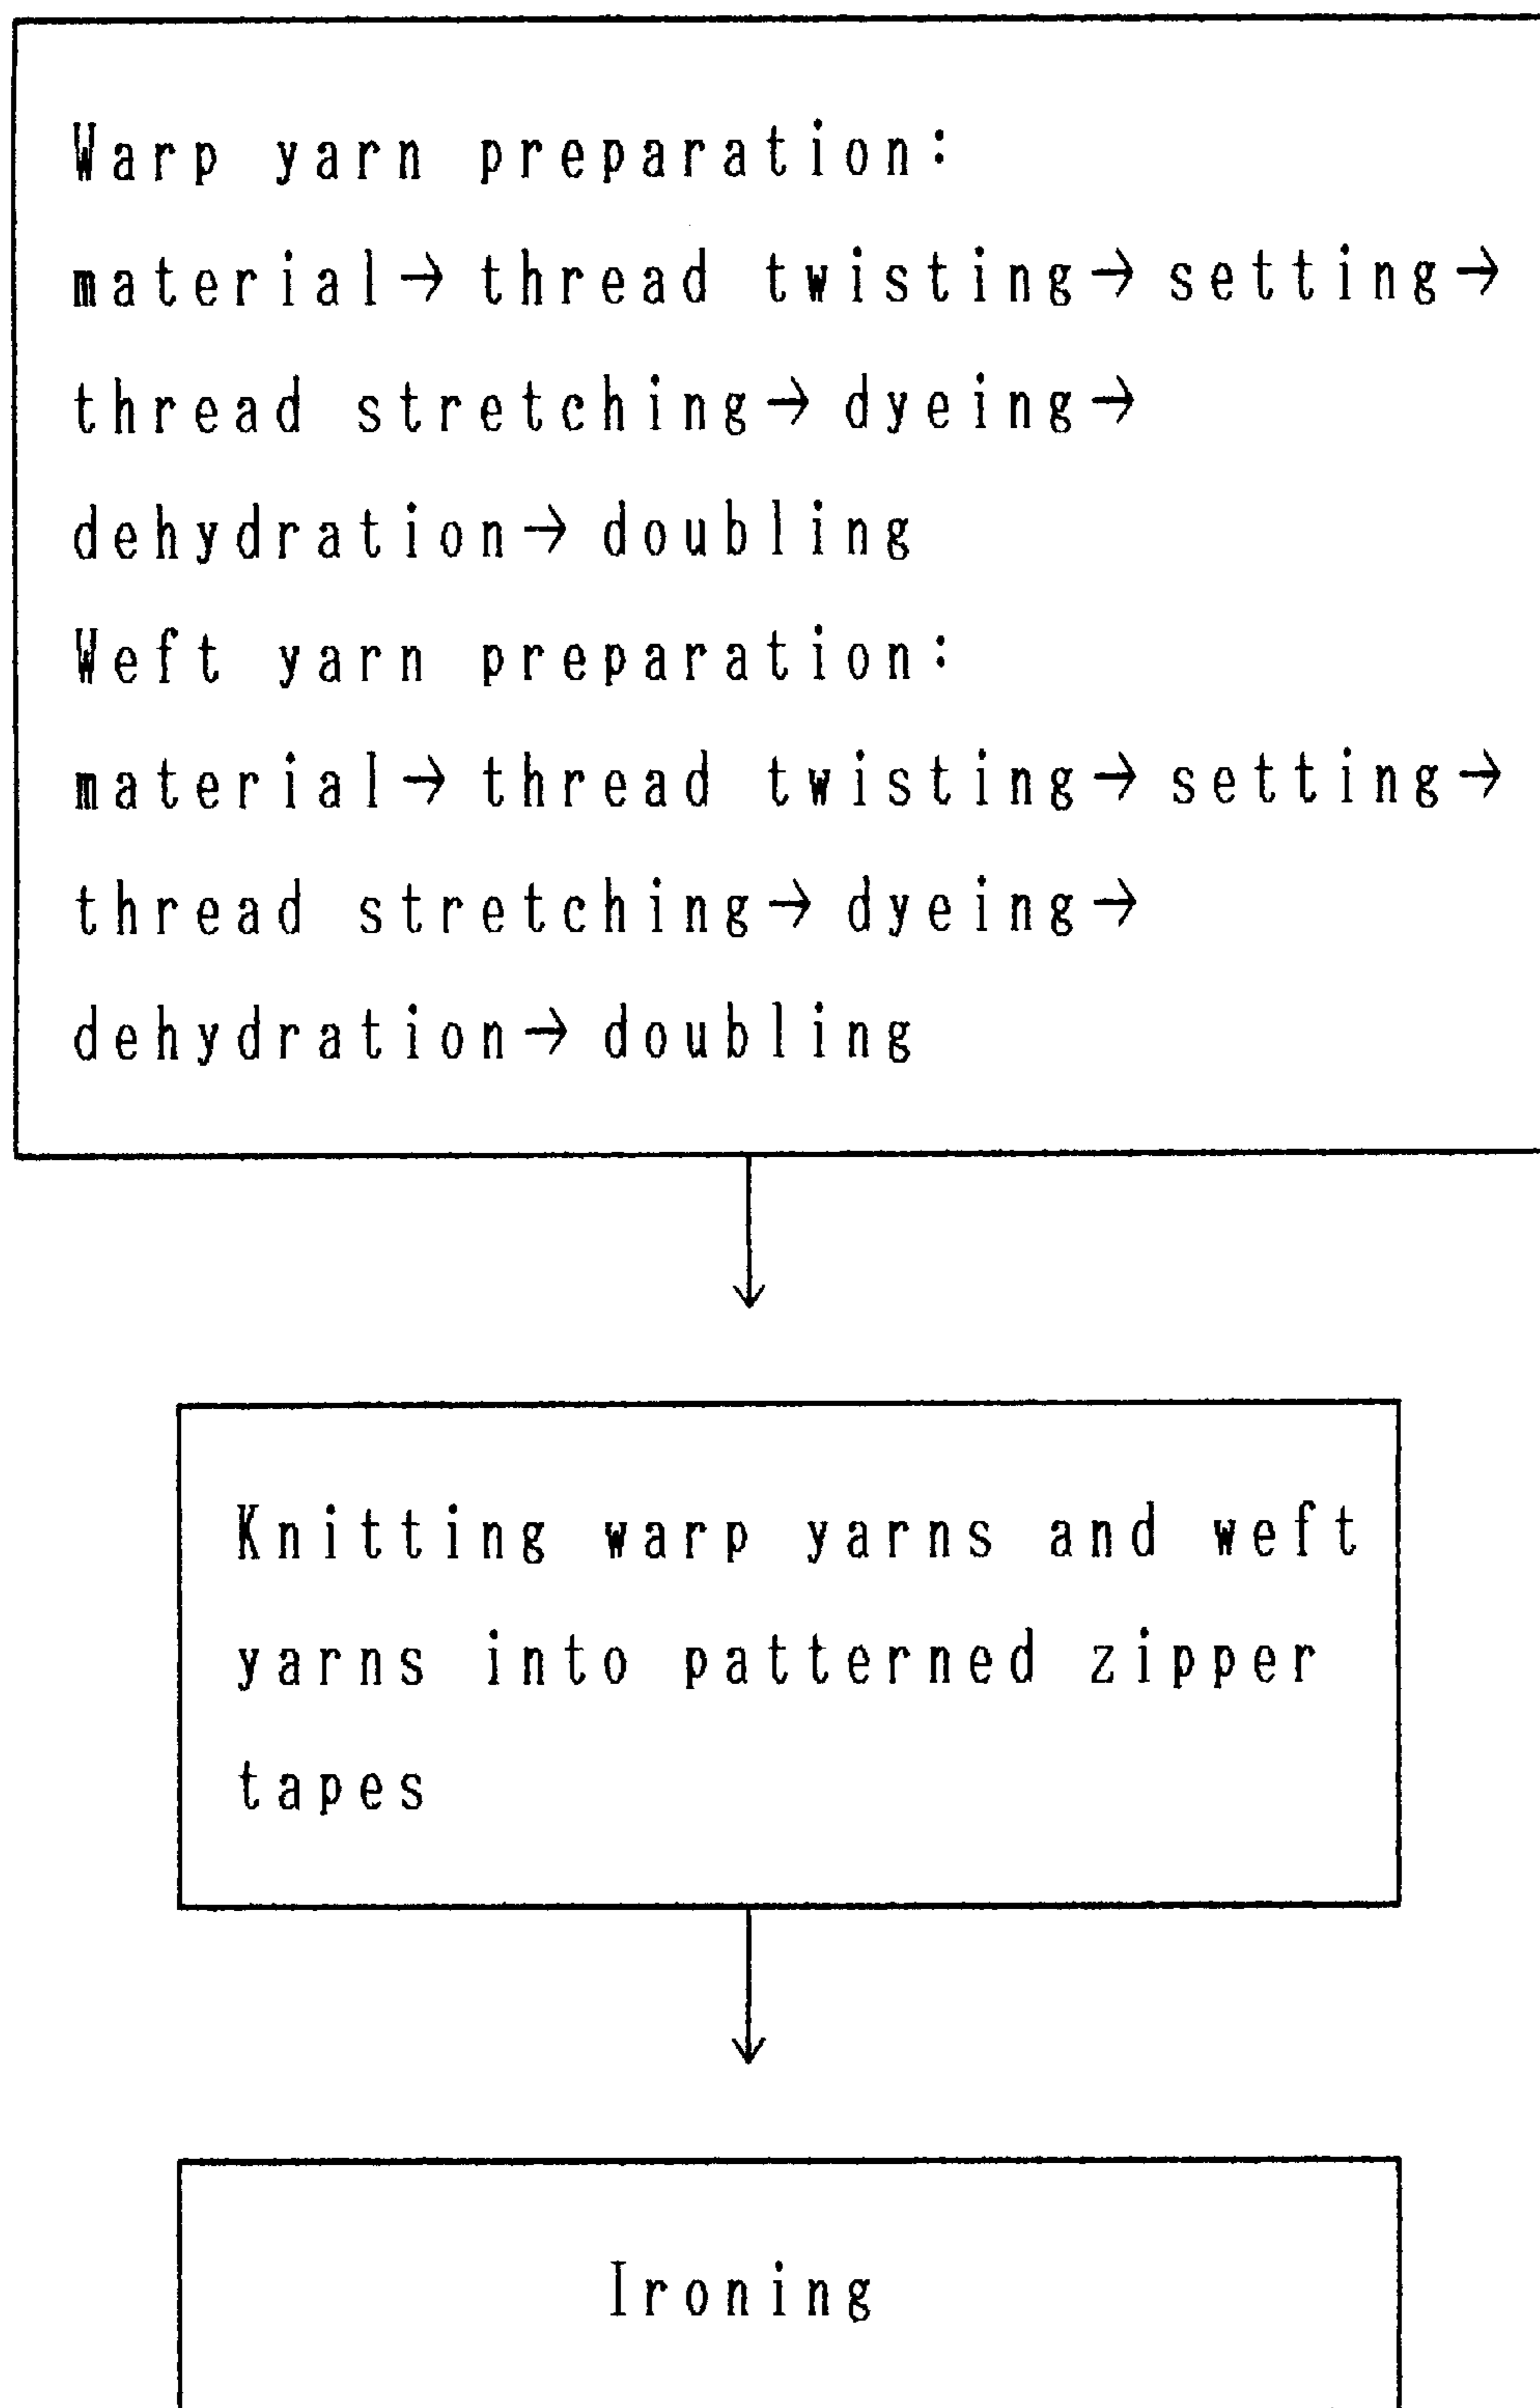 Warp yarn preparation:
material→ thread twisting→ setting→
thread stretching→ dyeing→
dehydration→ doubling
Weft yarn preparation:
material→ thread twisting→ setting→
thread stretching→ dyeing→
dehydration→ doubling
Knitting warp yarns and weft
yarns into patterned zipper
tapes
Ironing